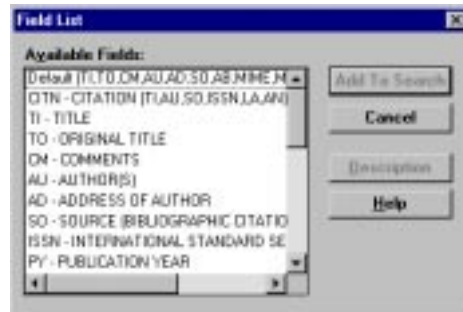 Field List
Available Fields:
Default (TI,TO,CM,AU,AD,SO,AB,MIME,M
CITN - CITATION (TI,AU,SO,ISSN,LA,AN)
TI - TITLE
TO - ORIGINAL TITLE
CM - COMMENTS
AU - AUTHOR(S)
AD - ADDRESS OF AUTHOR
SO - SOURCE (BIBLIOGRAPHIC CITATIO
ISSN - INTERNATIONAL STANDARD SE
PY - PUBLICATION YEAR
Add To Search
Cancel
Description
Help